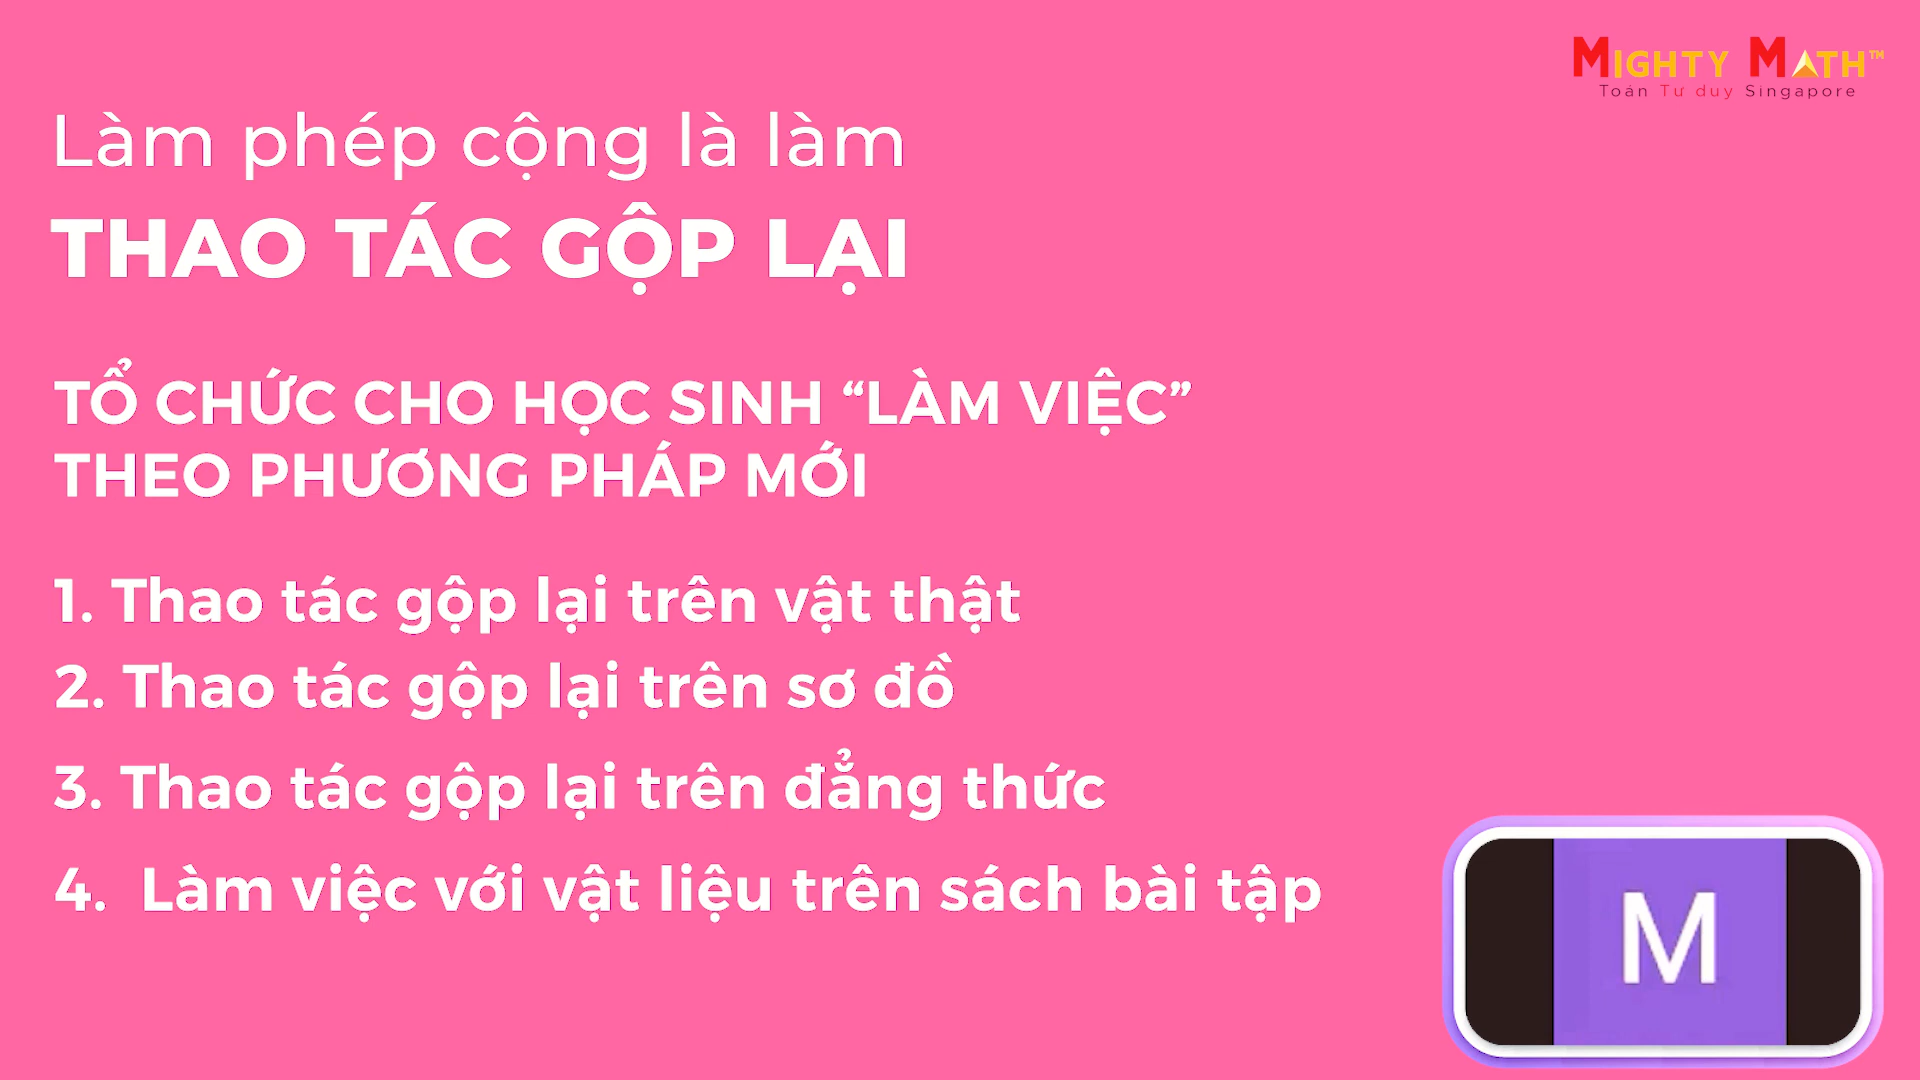 MIGHTY MATH™
Toán Tư duy Singapore
Làm phép cộng là làm
THAO TÁC GỘP LẠI
TỔ CHỨC CHO HỌC SINH “LÀM VIỆC”
THEO PHƯƠNG PHÁP MỚI
1. Thao tác gộp lại trên vật thật
2. Thao tác gộp lại trên sơ đồ
3. Thao tác gộp lại trên đẳng thức
4. Làm việc với vật liệu trên sách bài tập
M